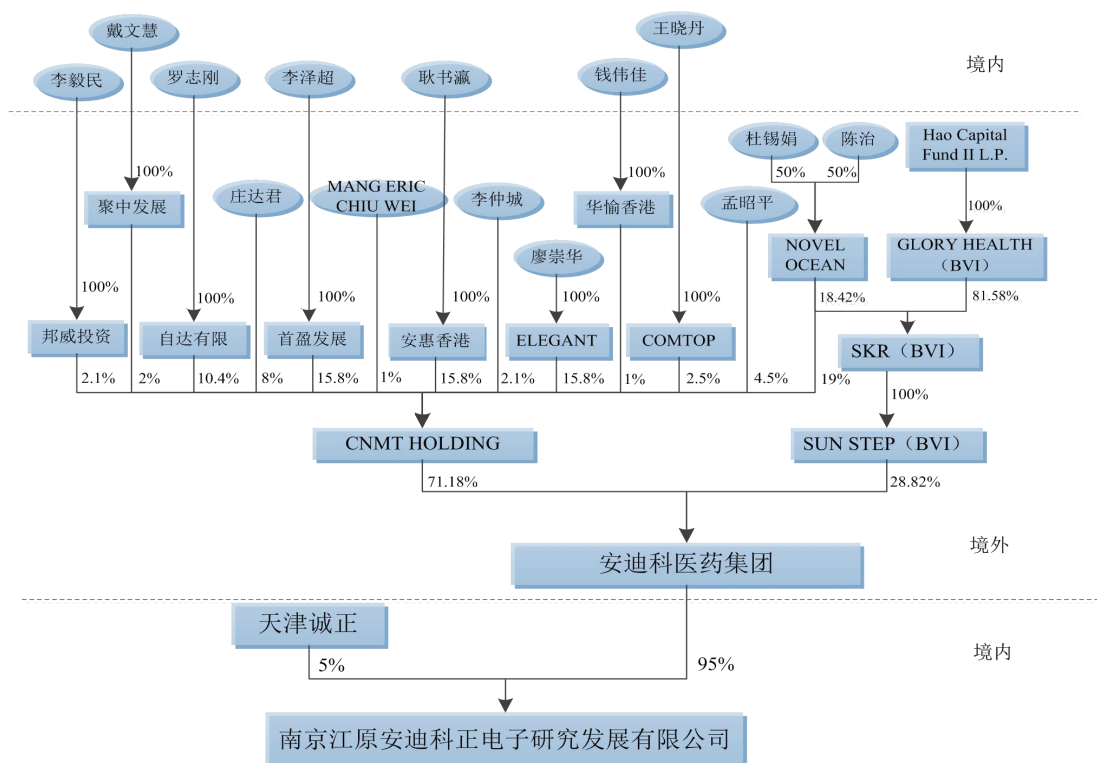 戴文慧
王晓丹
李毅民
罗志刚
李泽超
耿书瀛
钱伟佳
境内
杜锡娟
陈治
Hao Capital
Fund II L.P.
50%
50%
100%
100%
100%
聚中发展
庄达君
MANG ERIC
CHIU WEI
李仲城
华愉香港
孟昭平
NOVEL
OCEAN
GLORY HEALTH
（BVI）
廖崇华
100%
100%
100%
100%
100%
100%
18.42%
81.58%
邦威投资
自达有限
首盈发展
安惠香港
ELEGANT
COMTOP
SKR（BVI）
2.1%
2%
10.4%
8%
15.8%
1%
15.8%
2.1%
15.8%
1%
2.5%
4.5%
19%
100%
CNMT HOLDING
SUN STEP（BVI）
71.18%
28.82%
安迪科医药集团
境外
天津诚正
境内
5%
95%
南京江原安迪科正电子研究发展有限公司